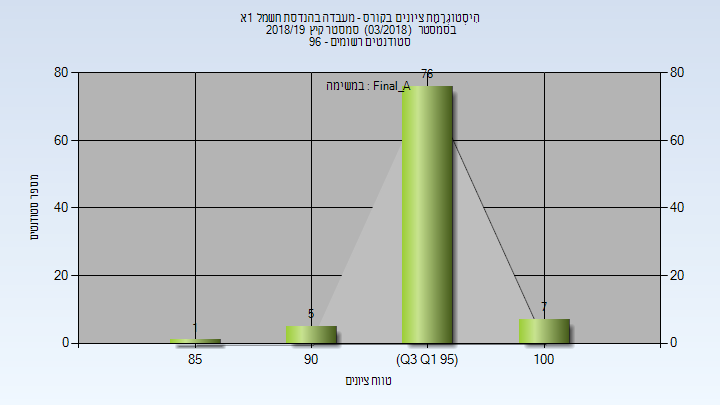 היסטוגרמת ציונים בקורס - מעבדה בהנדסת חשמל 1א
בסמסטר (03/2018) סמסטר קיץ 2018/19
סטודנטים רשומים - 96
במשימה : Final_A
80
60
40
20
0
80
60
40
20
0
מספר סטודנטים
1
5
76
7
85
90
(Q3 Q1 95)
100
טווח ציונים